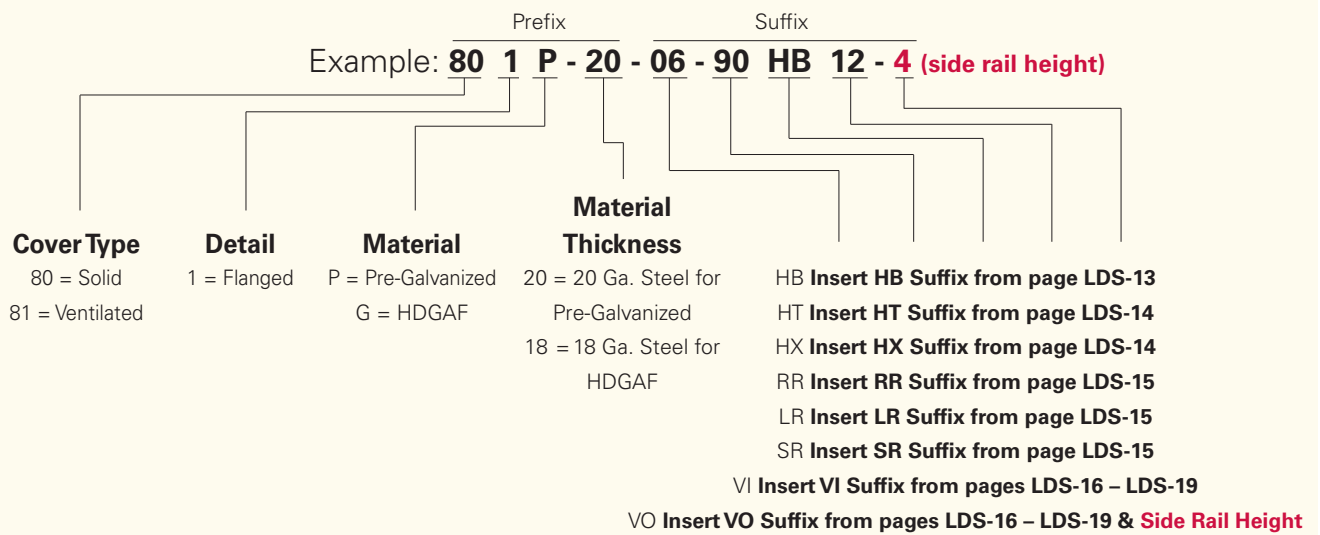 Prefix Suffix
Example: 80 1 P - 20 - 06 - 90 HB 12 - 4 (side rail height)
Cover Type
80 = Solid
81 = Ventilated
Detail
1 = Flanged
Material
P = Pre-Galvanized
G = HDGAF
Material
Thickness
20 = 20 Ga. Steel for
Pre-Galvanized
18 = 18 Ga. Steel for
HDGAF
HB Insert HB Suffix from page LDS-13
HT Insert HT Suffix from page LDS-14
HX Insert HX Suffix from page LDS-14
RR Insert RR Suffix from page LDS-15
LR Insert LR Suffix from page LDS-15
SR Insert SR Suffix from page LDS-15
VI Insert VI Suffix from pages LDS-16 – LDS-19
VO Insert VO Suffix from pages LDS-16 – LDS-19 & Side Rail Height